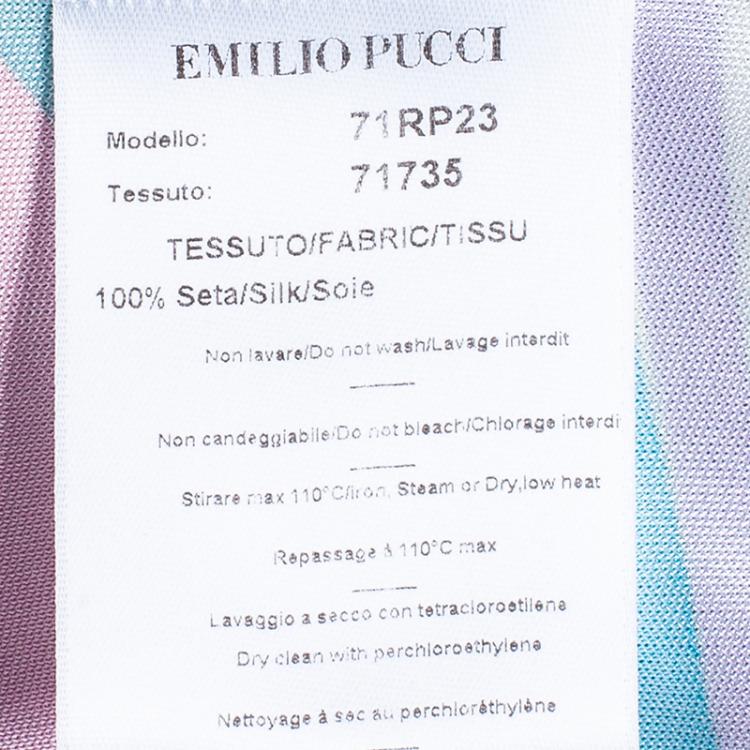 EMILIO PUCCI
Modello: 71RP23
Tessuto: 71735
TESSUTO/FABRIC/TISSU
100% Seta/Silk/Soie
Non lavare/Do not wash/Lavage interdit
Non candeggiabile/Do not bleach/Chlorage interdi
Stirare max 110°C/iron, Steam or Dry,low heat
Repassage à 110°C max
Lavaggio a secco con tetracloroetilene
Dry clean with perchloroethylene
Nettoyage à sec au perchloréthylène